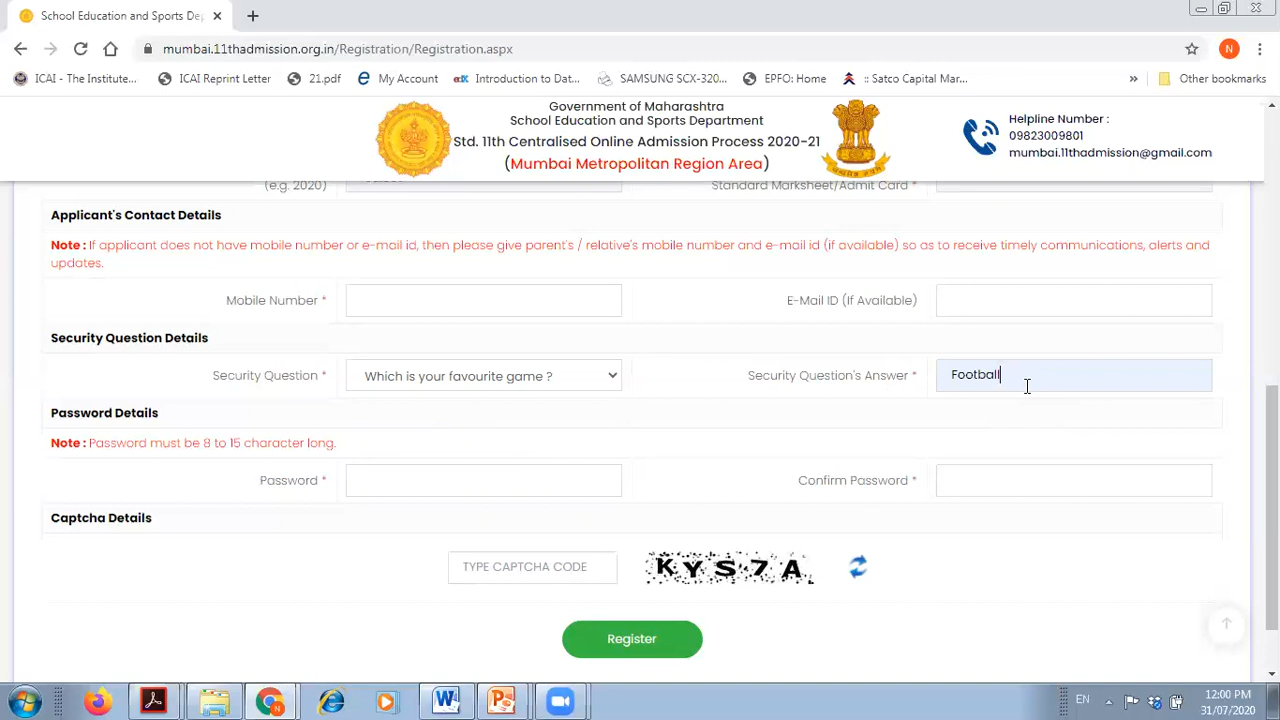 School Education and Sports De
mumbai.11thadmission.org.in/Registration/Registration.aspx
N
ICAI - The Institute...
ICAI Reprint Letter
21.pdf
My Account
edX
Introduction to Dat...
SAMSUNG SCX-320...
EPFO: Home
:: Satco Capital Mar...
»
Other bookmarks
Government of Maharashtra
School Education and Sports Department
Std. 11th Centralised Online Admission Process 2020-21
(Mumbai Metropolitan Region Area)
Helpline Number :
09823009801
mumbai.11thadmission@gmail.com
(e.g. 2020)
Standard Marksheet/Admit Card *
Applicant's Contact Details
Note : If applicant does not have mobile number or e-mail id, then please give parent's / relative's mobile number and e-mail id (if available) so as to receive timely communications, alerts and
updates.
Mobile Number *
E-Mail ID (If Available)
Security Question Details
Security Question *
Which is your favourite game ?
Security Question's Answer *
Football
Password Details
Note : Password must be 8 to 15 character long.
Password *
Confirm Password *
Captcha Details
TYPE CAPTCHA CODE
KYS7A
Register
EN
12:00 PM
31/07/2020